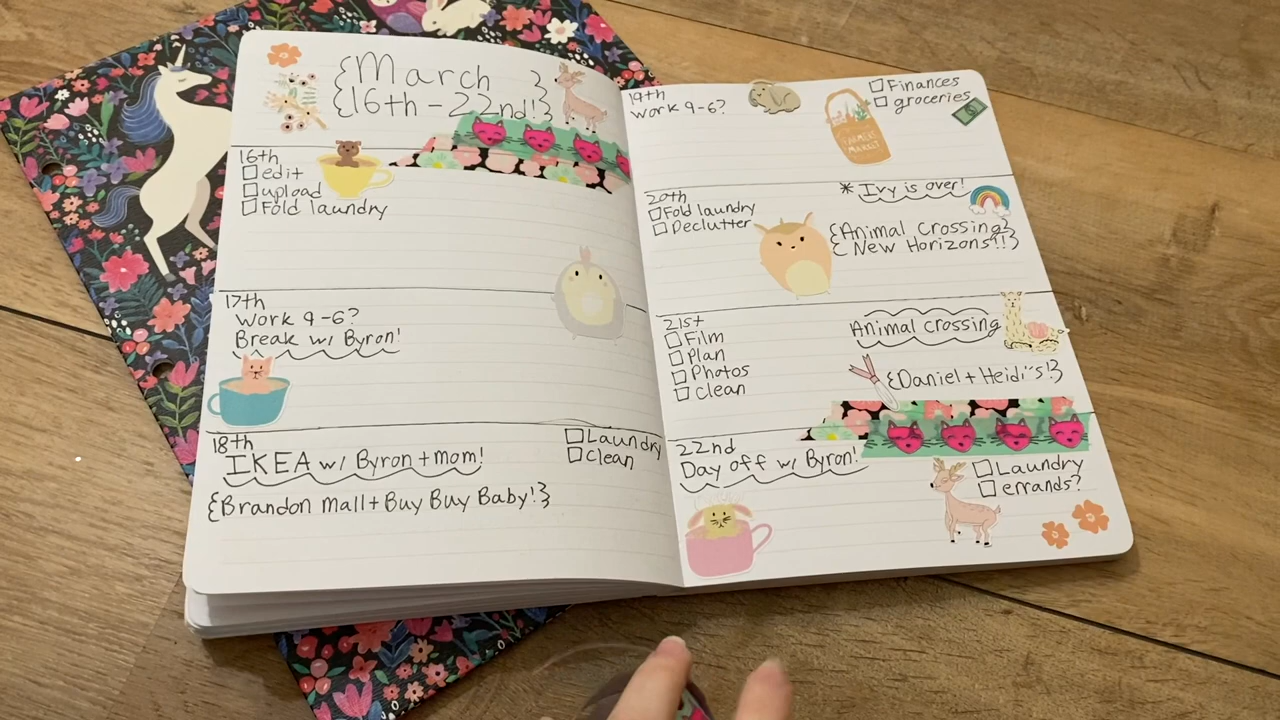 {March }
{16th - 22nd!}
16th
edit
upload
Fold laundry
17th
Work 9-6?
Break w/ Byron!
18th
IKEA w/ Byron + mom!
{Brandon Mall + Buy Buy Baby!}
Laundry
Clean
19th
Work 9-6?
Finances
groceries
FARMERS
MARKET
20th
Fold laundry
Declutter
* Ivy is over!
{Animal Crossing}
{New Horizons!!}
21st
Film
Plan
Photos
Clean
Animal Crossing
{Daniel + Heidi's!}
22nd
Day off w/ Byron!
Laundry
errands?